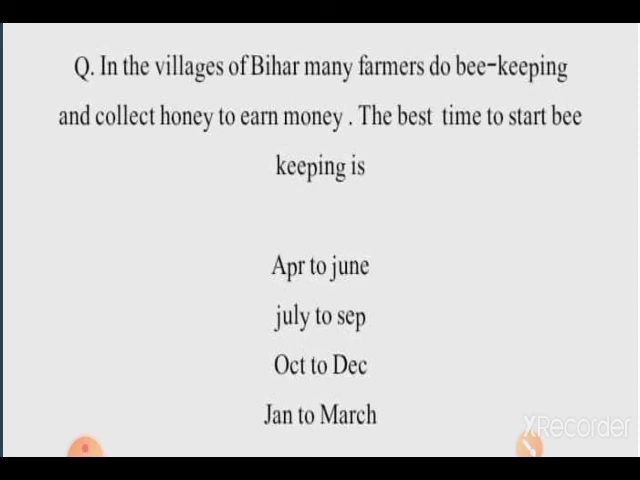 Q. In the villages of Bihar many farmers do bee-keeping
and collect honey to earn money . The best time to start bee
keeping is
Apr to june
july to sep
Oct to Dec
Jan to March
XRecorder